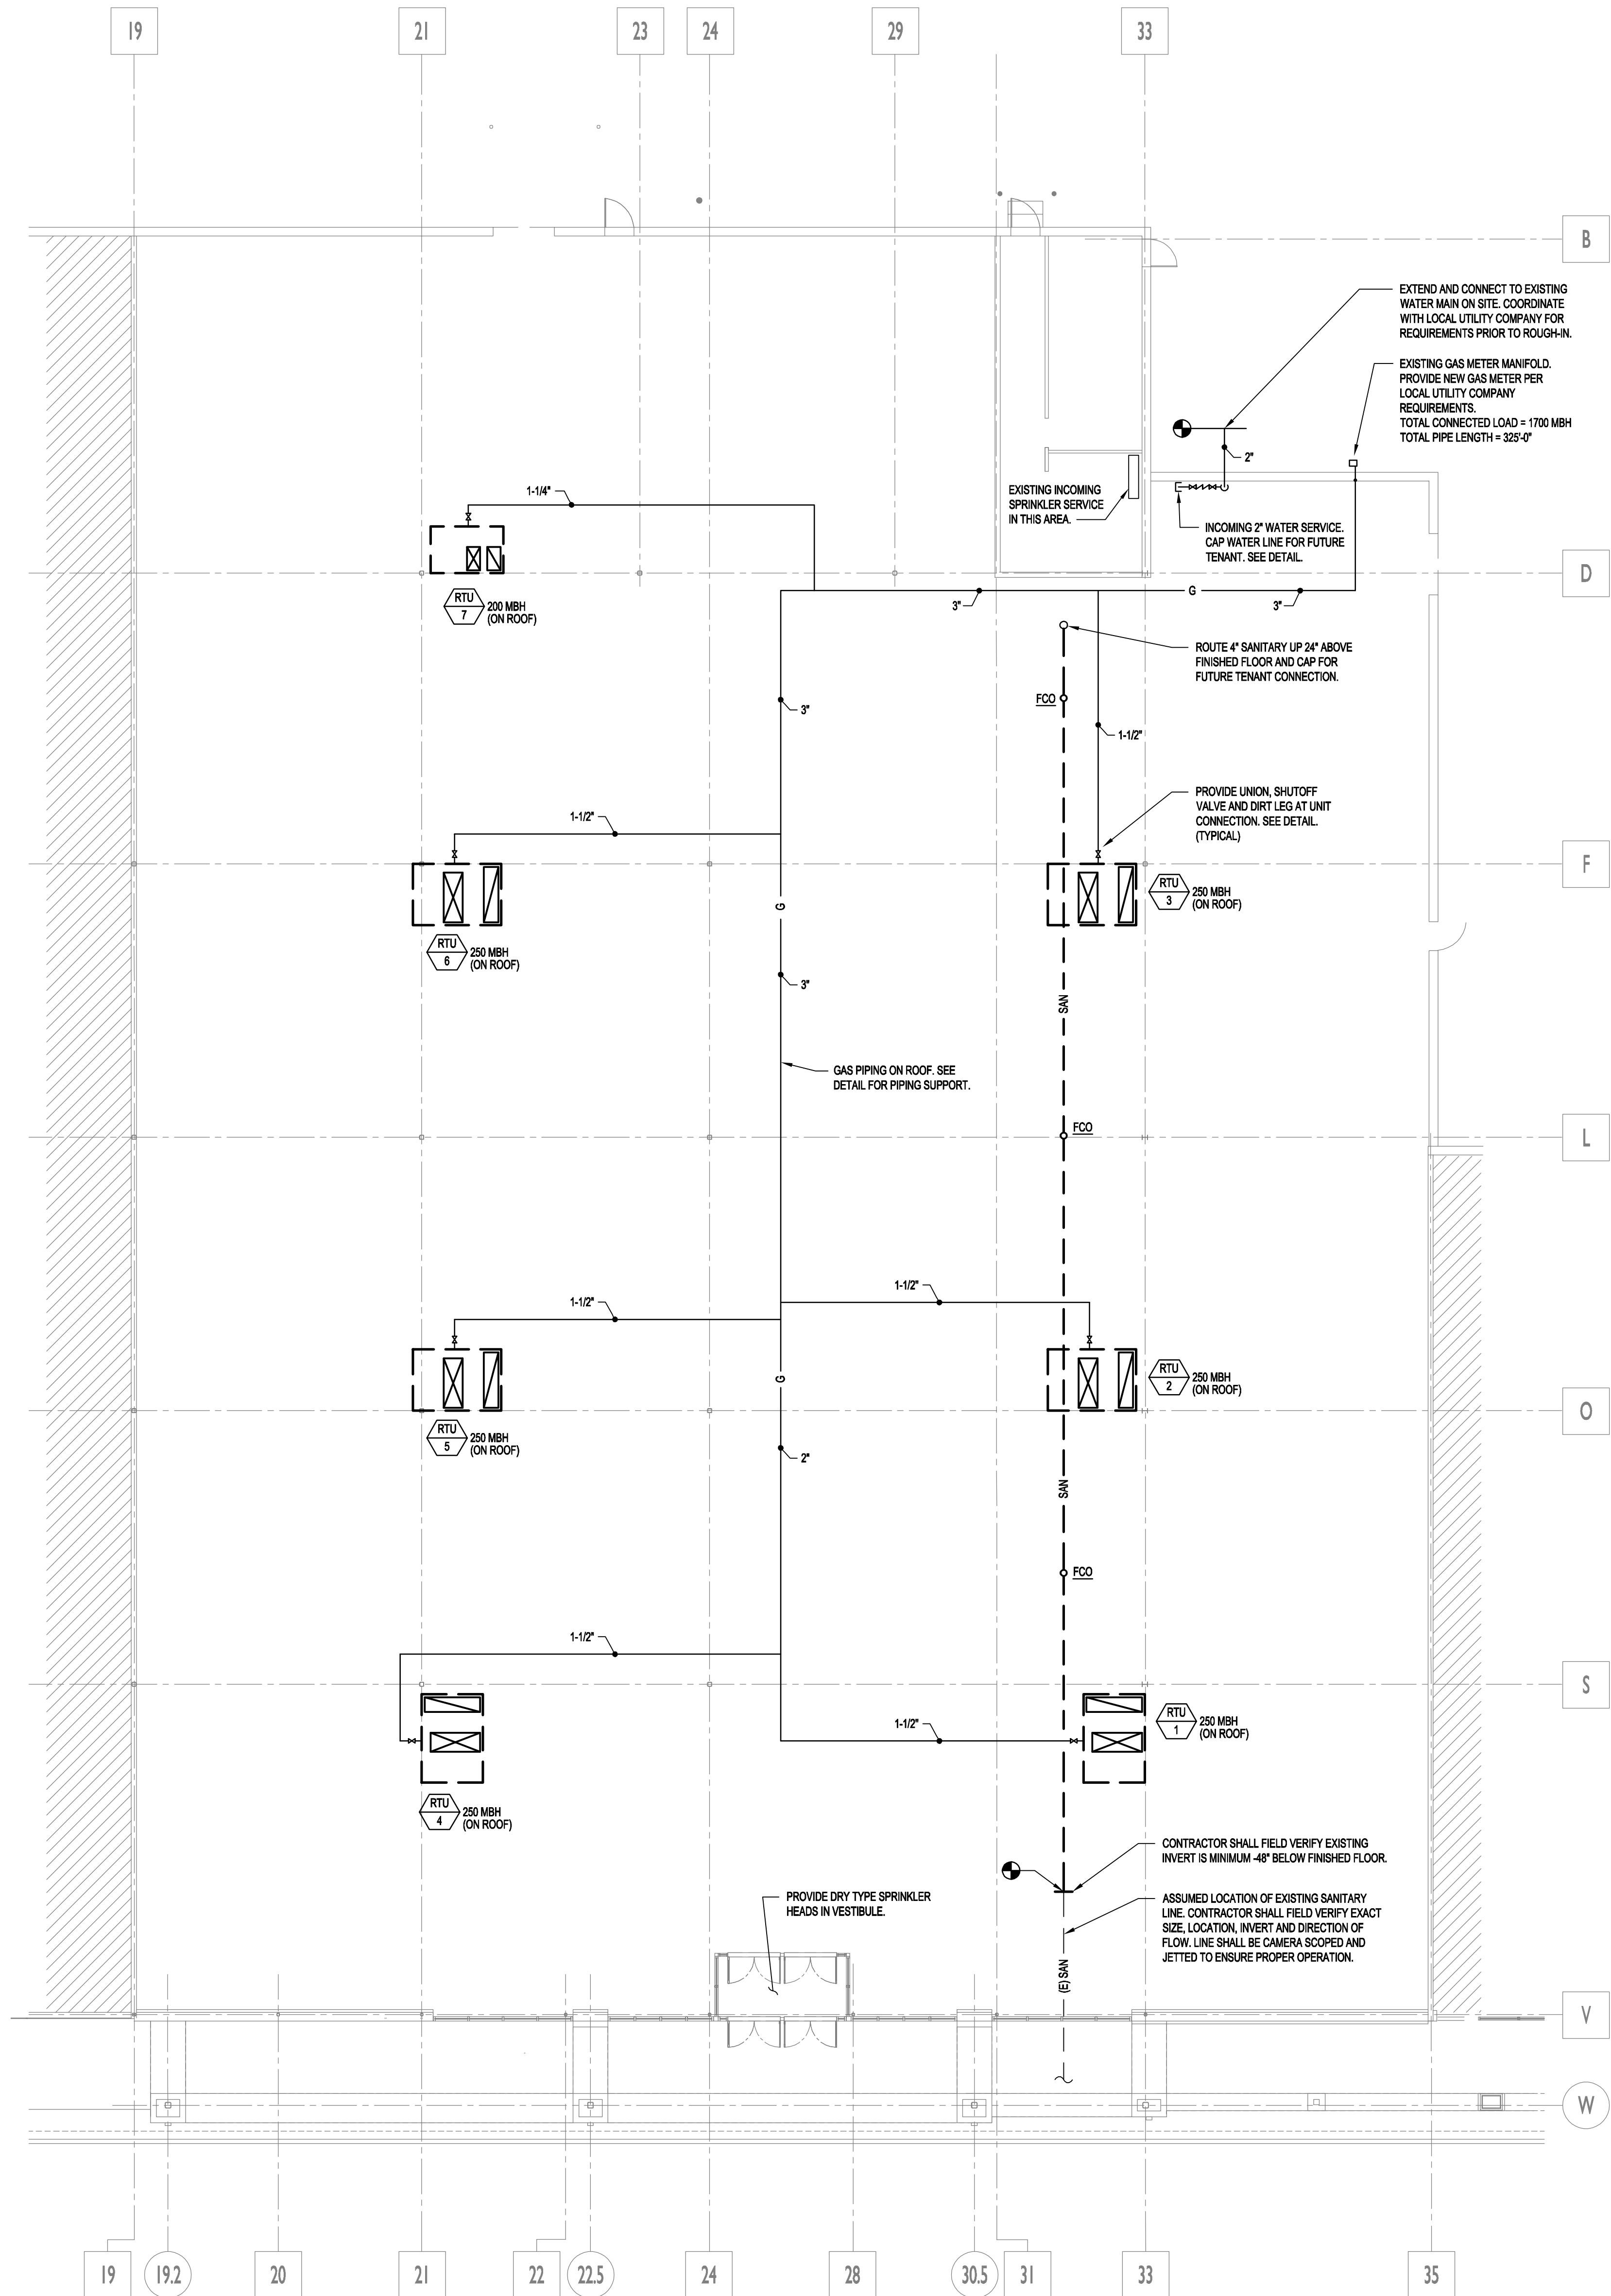 19
21
23
24
29
33
B
EXTEND AND CONNECT TO EXISTING
WATER MAIN ON SITE. COORDINATE
WITH LOCAL UTILITY COMPANY FOR
REQUIREMENTS PRIOR TO ROUGH-IN.
EXISTING GAS METER MANIFOLD.
PROVIDE NEW GAS METER PER
LOCAL UTILITY COMPANY
REQUIREMENTS.
TOTAL CONNECTED LOAD = 1700 MBH
TOTAL PIPE LENGTH = 325'-0"
2"
1-1/4"
EXISTING INCOMING
SPRINKLER SERVICE
IN THIS AREA.
INCOMING 2" WATER SERVICE.
CAP WATER LINE FOR FUTURE
TENANT. SEE DETAIL.
D
RTU
7
200 MBH
(ON ROOF)
3"
G
3"
ROUTE 4" SANITARY UP 24" ABOVE
FINISHED FLOOR AND CAP FOR
FUTURE TENANT CONNECTION.
FCO
3"
1-1/2"
PROVIDE UNION, SHUTOFF
VALVE AND DIRT LEG AT UNIT
CONNECTION. SEE DETAIL.
(TYPICAL)
1-1/2"
F
RTU
3
250 MBH
(ON ROOF)
G
RTU
6
250 MBH
(ON ROOF)
3"
SAN
GAS PIPING ON ROOF. SEE
DETAIL FOR PIPING SUPPORT.
FCO
L
1-1/2"
1-1/2"
G
RTU
2
250 MBH
(ON ROOF)
O
RTU
5
250 MBH
(ON ROOF)
2"
SAN
FCO
1-1/2"
S
1-1/2"
RTU
1
250 MBH
(ON ROOF)
RTU
4
250 MBH
(ON ROOF)
CONTRACTOR SHALL FIELD VERIFY EXISTING
INVERT IS MINIMUM -48" BELOW FINISHED FLOOR.
PROVIDE DRY TYPE SPRINKLER
HEADS IN VESTIBULE.
ASSUMED LOCATION OF EXISTING SANITARY
LINE. CONTRACTOR SHALL FIELD VERIFY EXACT
SIZE, LOCATION, INVERT AND DIRECTION OF
FLOW. LINE SHALL BE CAMERA SCOPED AND
JETTED TO ENSURE PROPER OPERATION.
(E) SAN
V
W
19
19.2
20
21
22
22.5
24
28
30.5
31
33
35